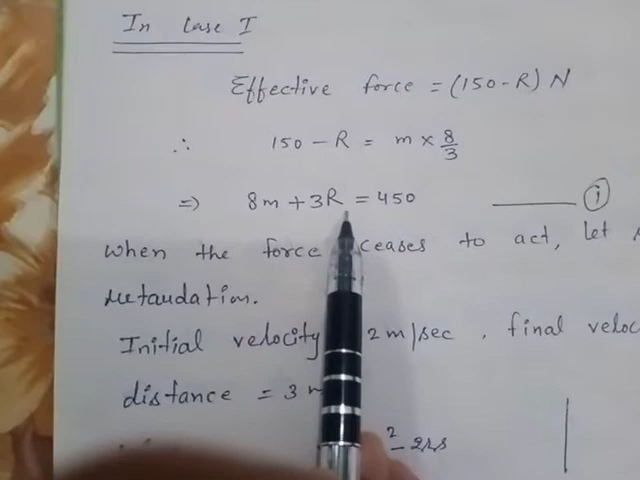 In Case I
Effective force = (150 - R) N
∴ 150 - R = m × 8/3
⇒ 8m + 3R = 450 ——— (i)
when the force ceases to act, Let
retaudation.
Initial velocity 2 m/sec , final veloc
distance = 3 m